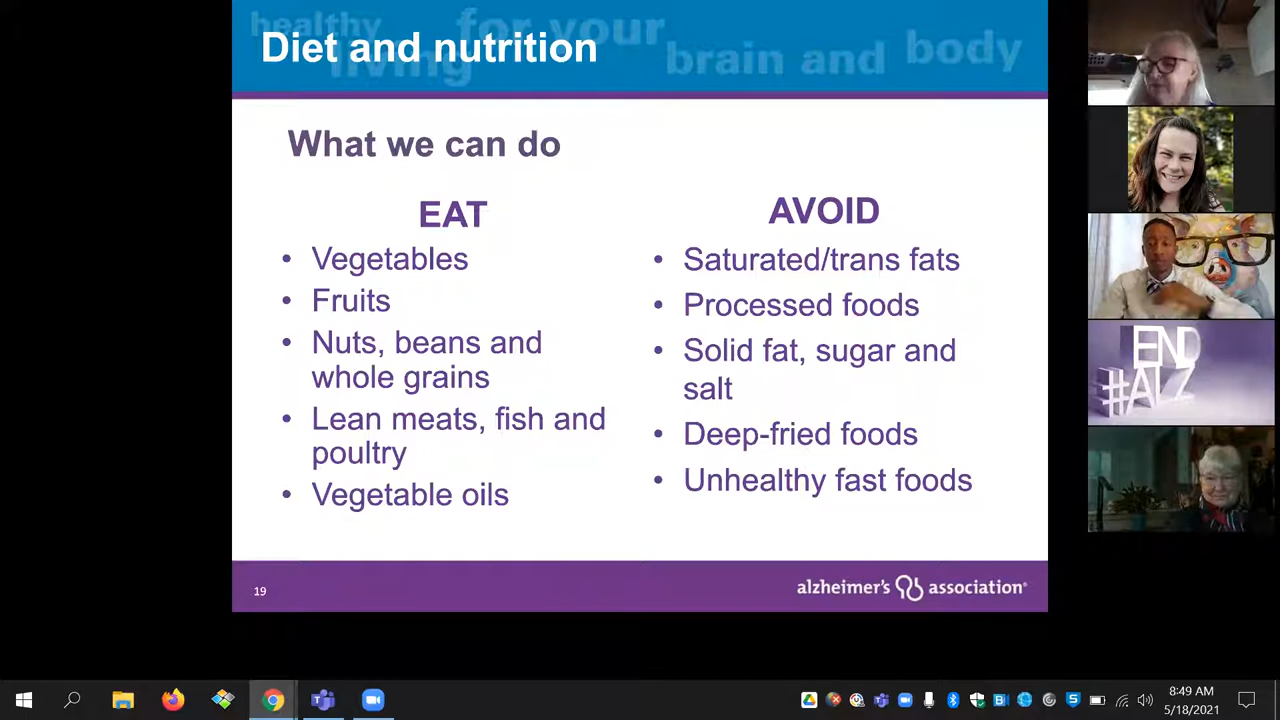 healthy for your
living brain and body
Diet and nutrition
What we can do
EAT
• Vegetables
• Fruits
• Nuts, beans and
whole grains
• Lean meats, fish and
poultry
• Vegetable oils
AVOID
• Saturated/trans fats
• Processed foods
• Solid fat, sugar and
salt
• Deep-fried foods
• Unhealthy fast foods
19
alzheimer's association®
END
#ALZ
8:49 AM
5/18/2021